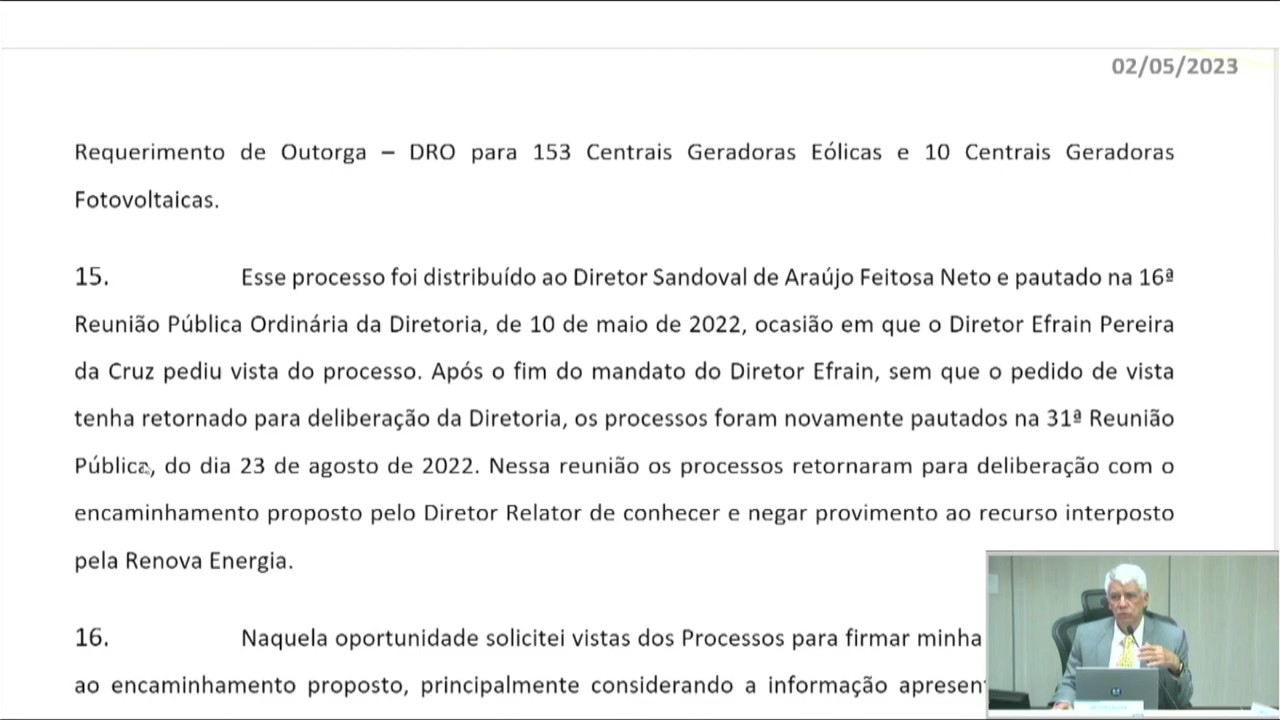 02/05/2023
Requerimento de Outorga – DRO para 153 Centrais Geradoras Eólicas e 10 Centrais Geradoras
Fotovoltaicas.
15. Esse processo foi distribuído ao Diretor Sandoval de Araújo Feitosa Neto e pautado na 16ª
Reunião Pública Ordinária da Diretoria, de 10 de maio de 2022, ocasião em que o Diretor Efrain Pereira
da Cruz pediu vista do processo. Após o fim do mandato do Diretor Efrain, sem que o pedido de vista
tenha retornado para deliberação da Diretoria, os processos foram novamente pautados na 31ª Reunião
Pública, do dia 23 de agosto de 2022. Nessa reunião os processos retornaram para deliberação com o
encaminhamento proposto pelo Diretor Relator de conhecer e negar provimento ao recurso interposto
pela Renova Energia.
16. Naquela oportunidade solicitei vistas dos Processos para firmar minha
ao encaminhamento proposto, principalmente considerando a informação